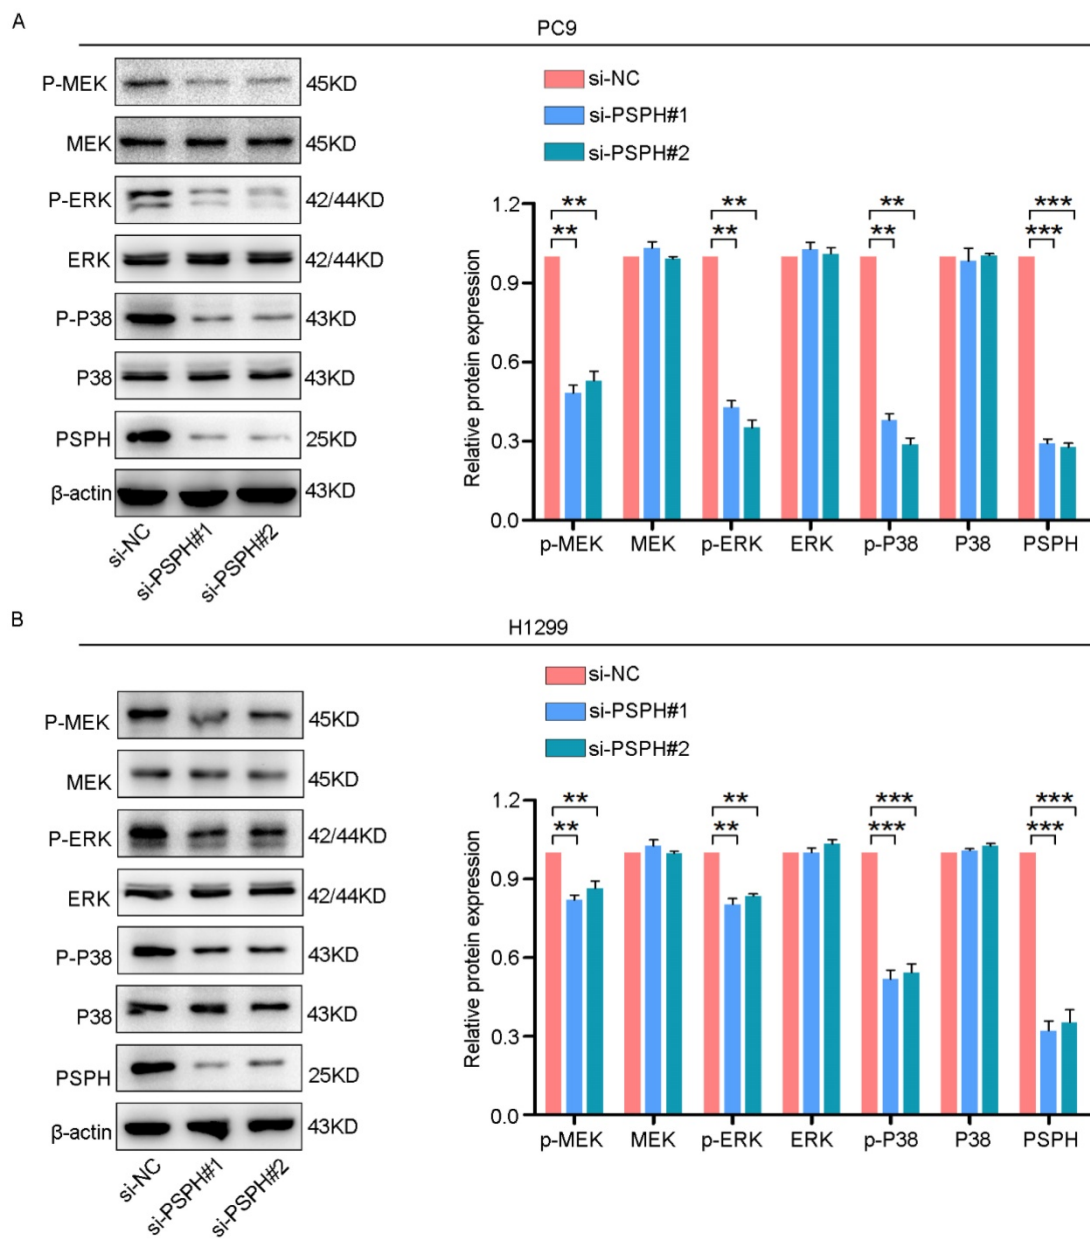 A
PC9
P-MEK 45KD
MEK 45KD
P-ERK 42/44KD
ERK 42/44KD
P-P38 43KD
P38 43KD
PSPH 25KD
β-actin 43KD
si-NC si-PSPH#1 si-PSPH#2
si-NC
si-PSPH#1
si-PSPH#2
Relative protein expression
1.2
0.9
0.6
0.3
0.0
** ** ** ***
** ** ** ***
p-MEK MEK p-ERK ERK p-P38 P38 PSPH
B
H1299
P-MEK 45KD
MEK 45KD
P-ERK 42/44KD
ERK 42/44KD
P-P38 43KD
P38 43KD
PSPH 25KD
β-actin 43KD
si-NC si-PSPH#1 si-PSPH#2
si-NC
si-PSPH#1
si-PSPH#2
Relative protein expression
1.2
0.9
0.6
0.3
0.0
** ** *** ***
** ** *** ***
p-MEK MEK p-ERK ERK p-P38 P38 PSPH